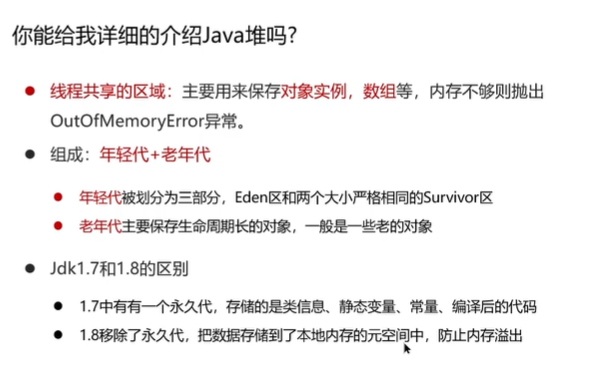 你能给我详细的介绍Java堆吗?
线程共享的区域：主要用来保存对象实例，数组等，内存不够则抛出
OutOfMemoryError异常。
组成：年轻代+老年代
年轻代被划分为三部分，Eden区和两个大小严格相同的Survivor区
老年代主要保存生命周期长的对象，一般是一些老的对象
Jdk1.7和1.8的区别
1.7中有有一个永久代，存储的是类信息、静态变量、常量、编译后的代码
1.8移除了永久代，把数据存储到了本地内存的元空间中，防止内存溢出